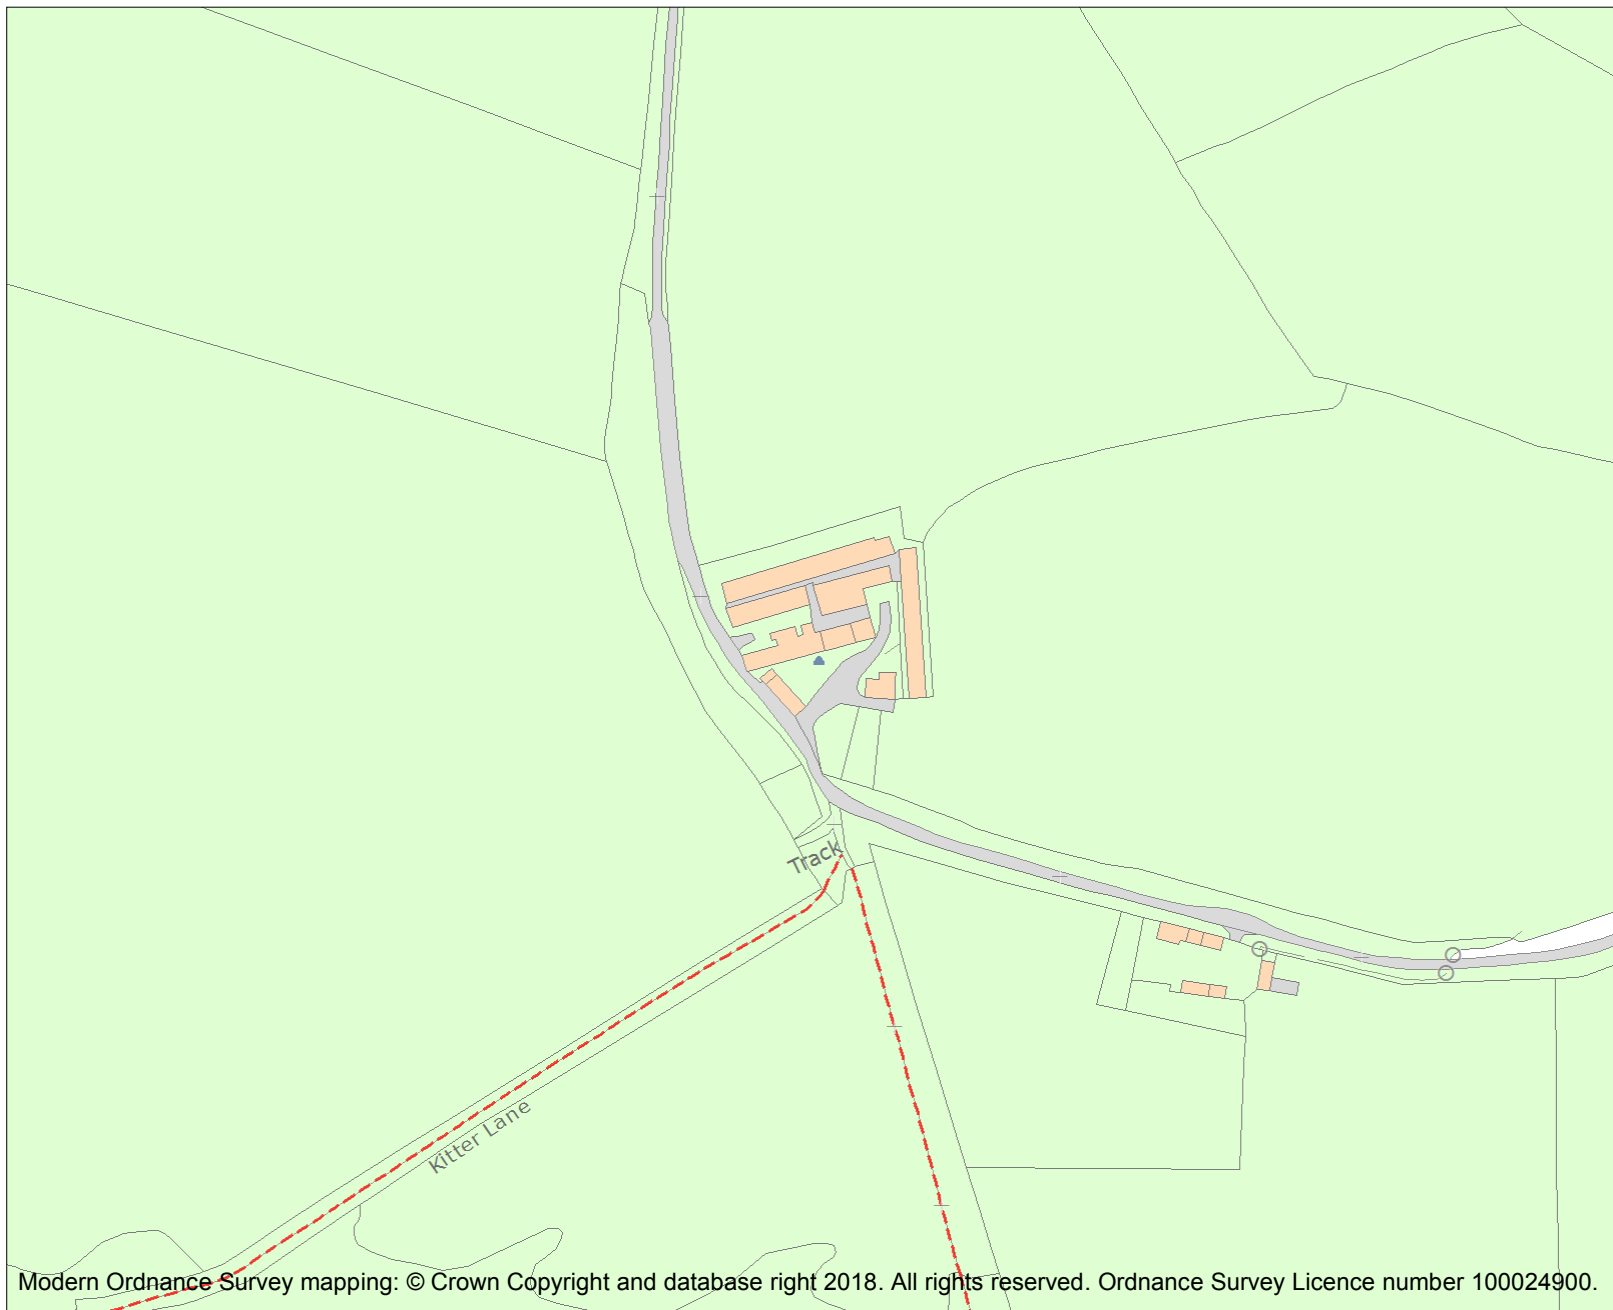 Track
Kitter Lane
Modern Ordnance Survey mapping: © Crown Copyright and database right 2018. All rights reserved. Ordnance Survey Licence number 100024900.